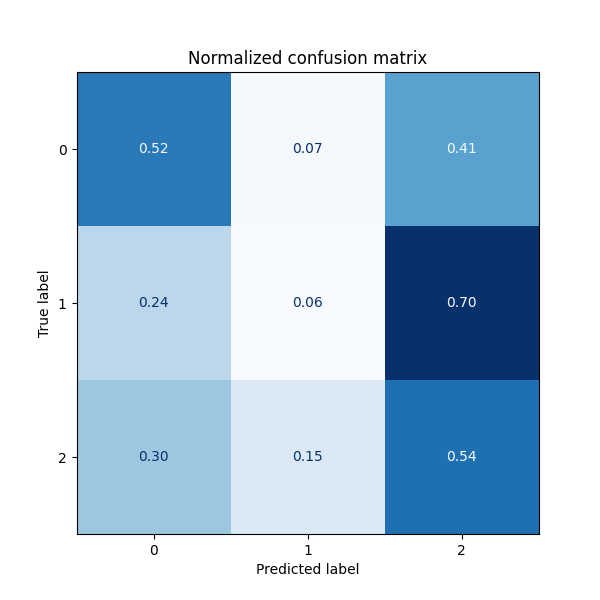 Normalized confusion matrix
0 0.52 0.07 0.41
1 0.24 0.06 0.70
2 0.30 0.15 0.54
0 1 2
Predicted label
True label